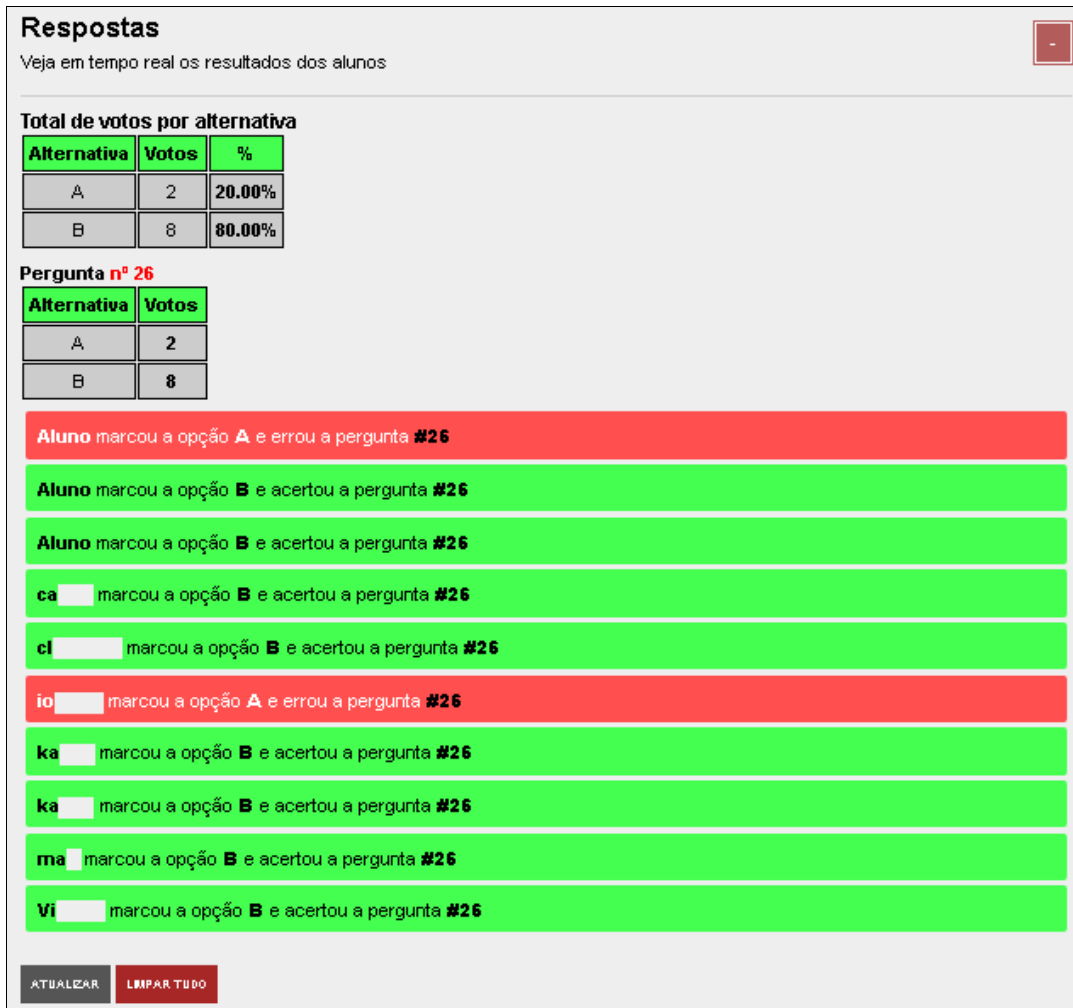 Respostas
-
Veja em tempo real os resultados dos alunos
Total de votos por alternativa
Alternativa Votos %
A 2 20.00%
B 8 80.00%
Pergunta nº 26
Alternativa Votos
A 2
B 8
Aluno marcou a opção A e errou a pergunta #26
Aluno marcou a opção B e acertou a pergunta #26
Aluno marcou a opção B e acertou a pergunta #26
ca marcou a opção B e acertou a pergunta #26
cl marcou a opção B e acertou a pergunta #26
io marcou a opção A e errou a pergunta #26
ka marcou a opção B e acertou a pergunta #26
ka marcou a opção B e acertou a pergunta #26
ma marcou a opção B e acertou a pergunta #26
Vi marcou a opção B e acertou a pergunta #26
ATUALIZAR LIMPAR TUDO